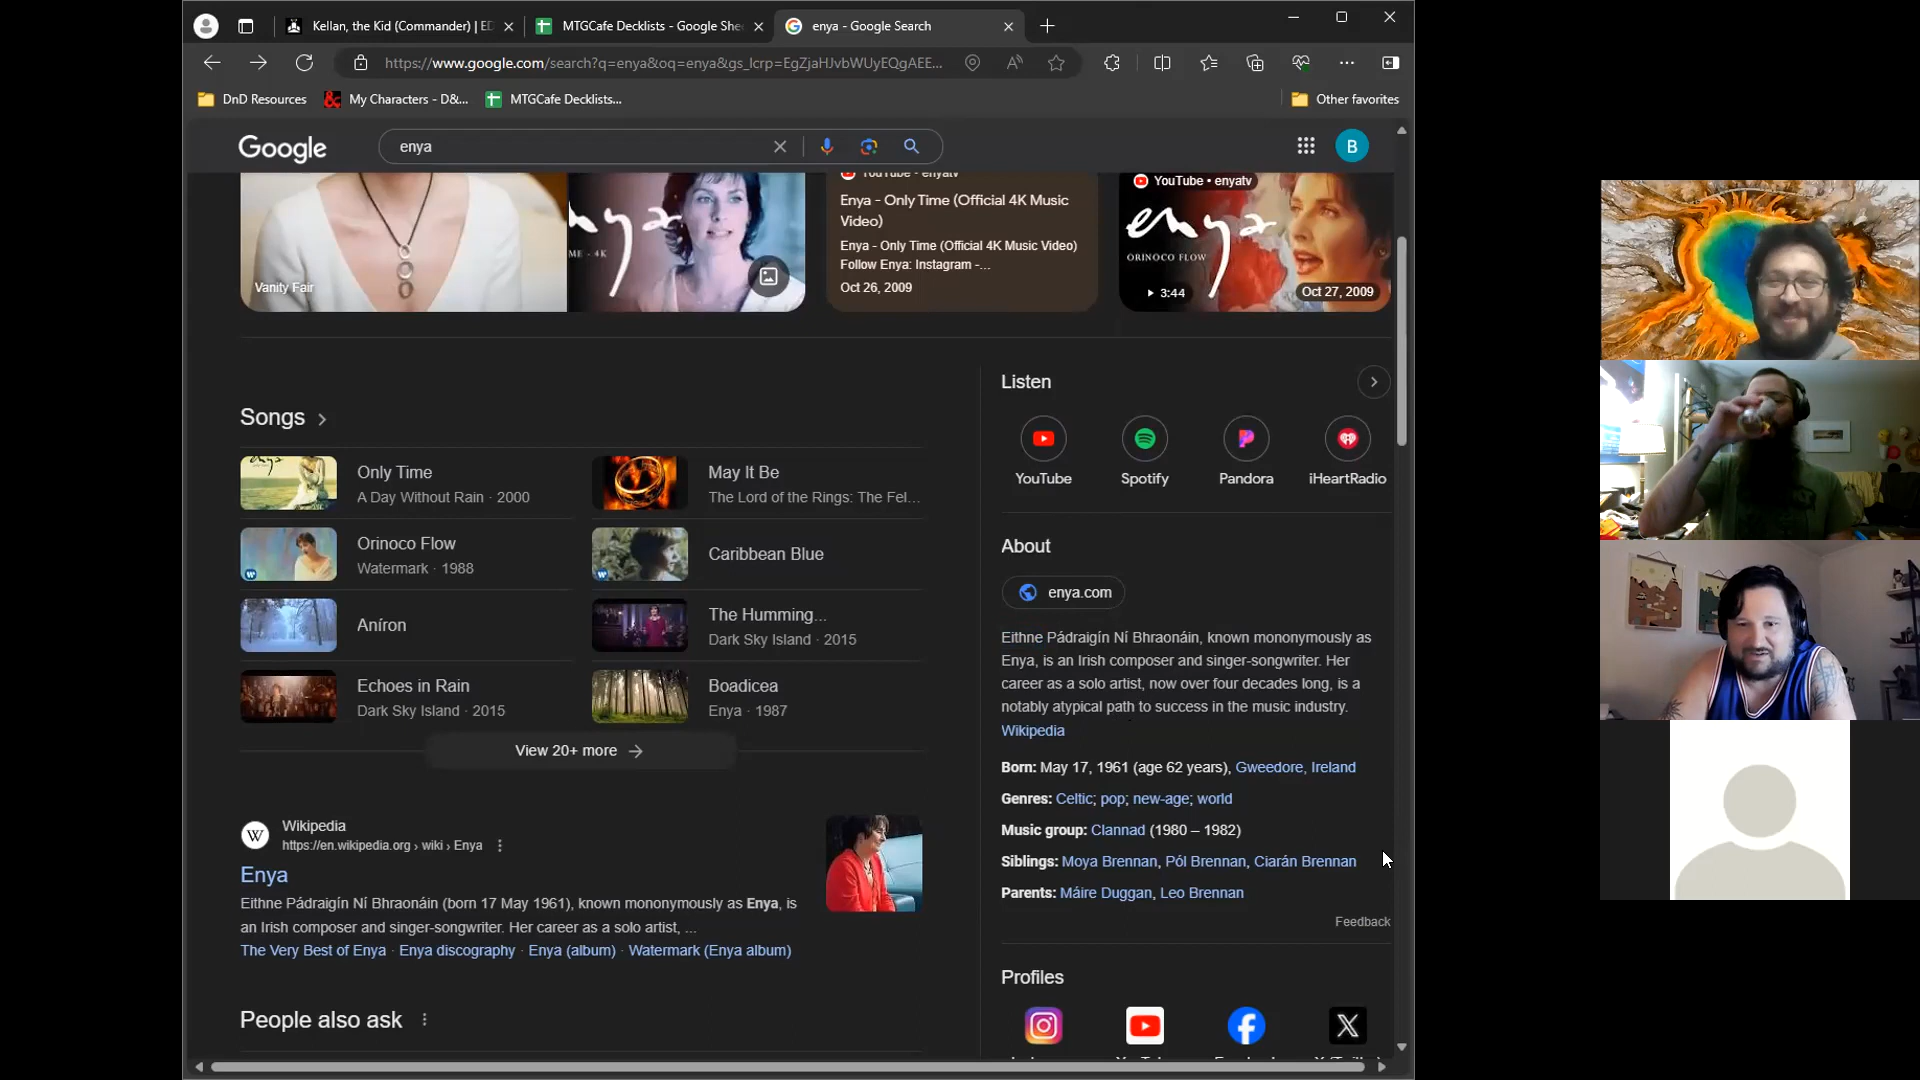 Kellan, the Kid (Commander) | ED
MTGCafe Decklists - Google She
enya - Google Search
https://www.google.com/search?q=enya&oq=enya&gs_lcrp=EgZjaHJvbWUyEQgAEE...
DnD Resources
My Characters - D&...
MTGCafe Decklists...
Other favorites
Google
enya
B
Vanity Fair
enya
ME - 4K
YouTube • enyatv
Enya - Only Time (Official 4K Music
Video)
Enya - Only Time (Official 4K Music Video)
Follow Enya: Instagram -...
Oct 26, 2009
YouTube • enyatv
enya
ORINOCO FLOW
3:44
Oct 27, 2009
Songs
Only Time
A Day Without Rain · 2000
May It Be
The Lord of the Rings: The Fel...
Orinoco Flow
Watermark · 1988
Caribbean Blue
Aníron
The Humming...
Dark Sky Island · 2015
Echoes in Rain
Dark Sky Island · 2015
Boadicea
Enya · 1987
View 20+ more
Wikipedia
https://en.wikipedia.org › wiki › Enya
Enya
Eithne Pádraigín Ní Bhraonáin (born 17 May 1961), known mononymously as Enya, is
an Irish composer and singer-songwriter. Her career as a solo artist, ...
The Very Best of Enya · Enya discography · Enya (album) · Watermark (Enya album)
People also ask
Listen
YouTube
Spotify
Pandora
iHeartRadio
About
enya.com
Eithne Pádraigín Ní Bhraonáin, known mononymously as
Enya, is an Irish composer and singer-songwriter. Her
career as a solo artist, now over four decades long, is a
notably atypical path to success in the music industry.
Wikipedia
Born: May 17, 1961 (age 62 years), Gweedore, Ireland
Genres: Celtic; pop; new-age; world
Music group: Clannad (1980 – 1982)
Siblings: Moya Brennan, Pól Brennan, Ciarán Brennan
Parents: Máire Duggan, Leo Brennan
Feedback
Profiles